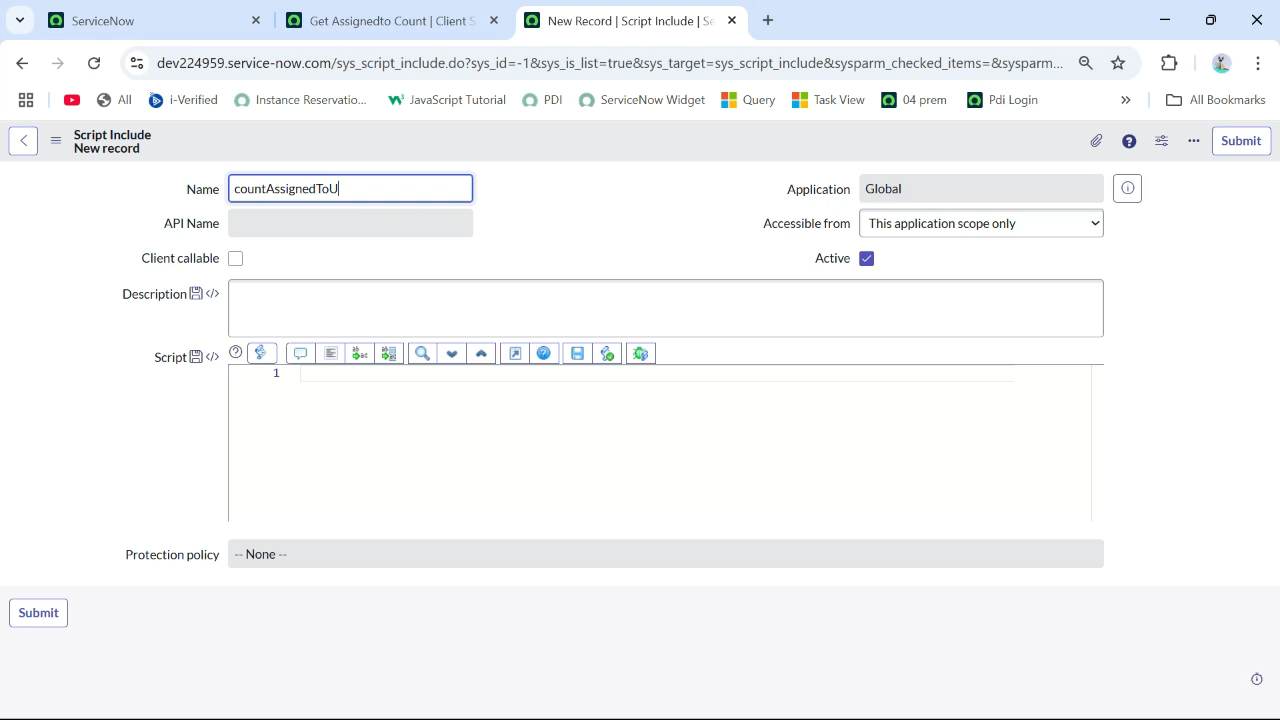 ServiceNow
Get Assignedto Count | Client S
New Record | Script Include | Se
dev224959.service-now.com/sys_script_include.do?sys_id=-1&sys_is_list=true&sys_target=sys_script_include&sysparm_checked_items=&sysparm...
All
i-Verified
Instance Reservatio...
JavaScript Tutorial
PDI
ServiceNow Widget
Query
Task View
04 prem
Pdi Login
»
All Bookmarks
Script Include
New record
Submit
Name
countAssignedToU
Application
Global
API Name
Accessible from
This application scope only
Client callable
Active
Description
Script
1
Protection policy
-- None --
Submit